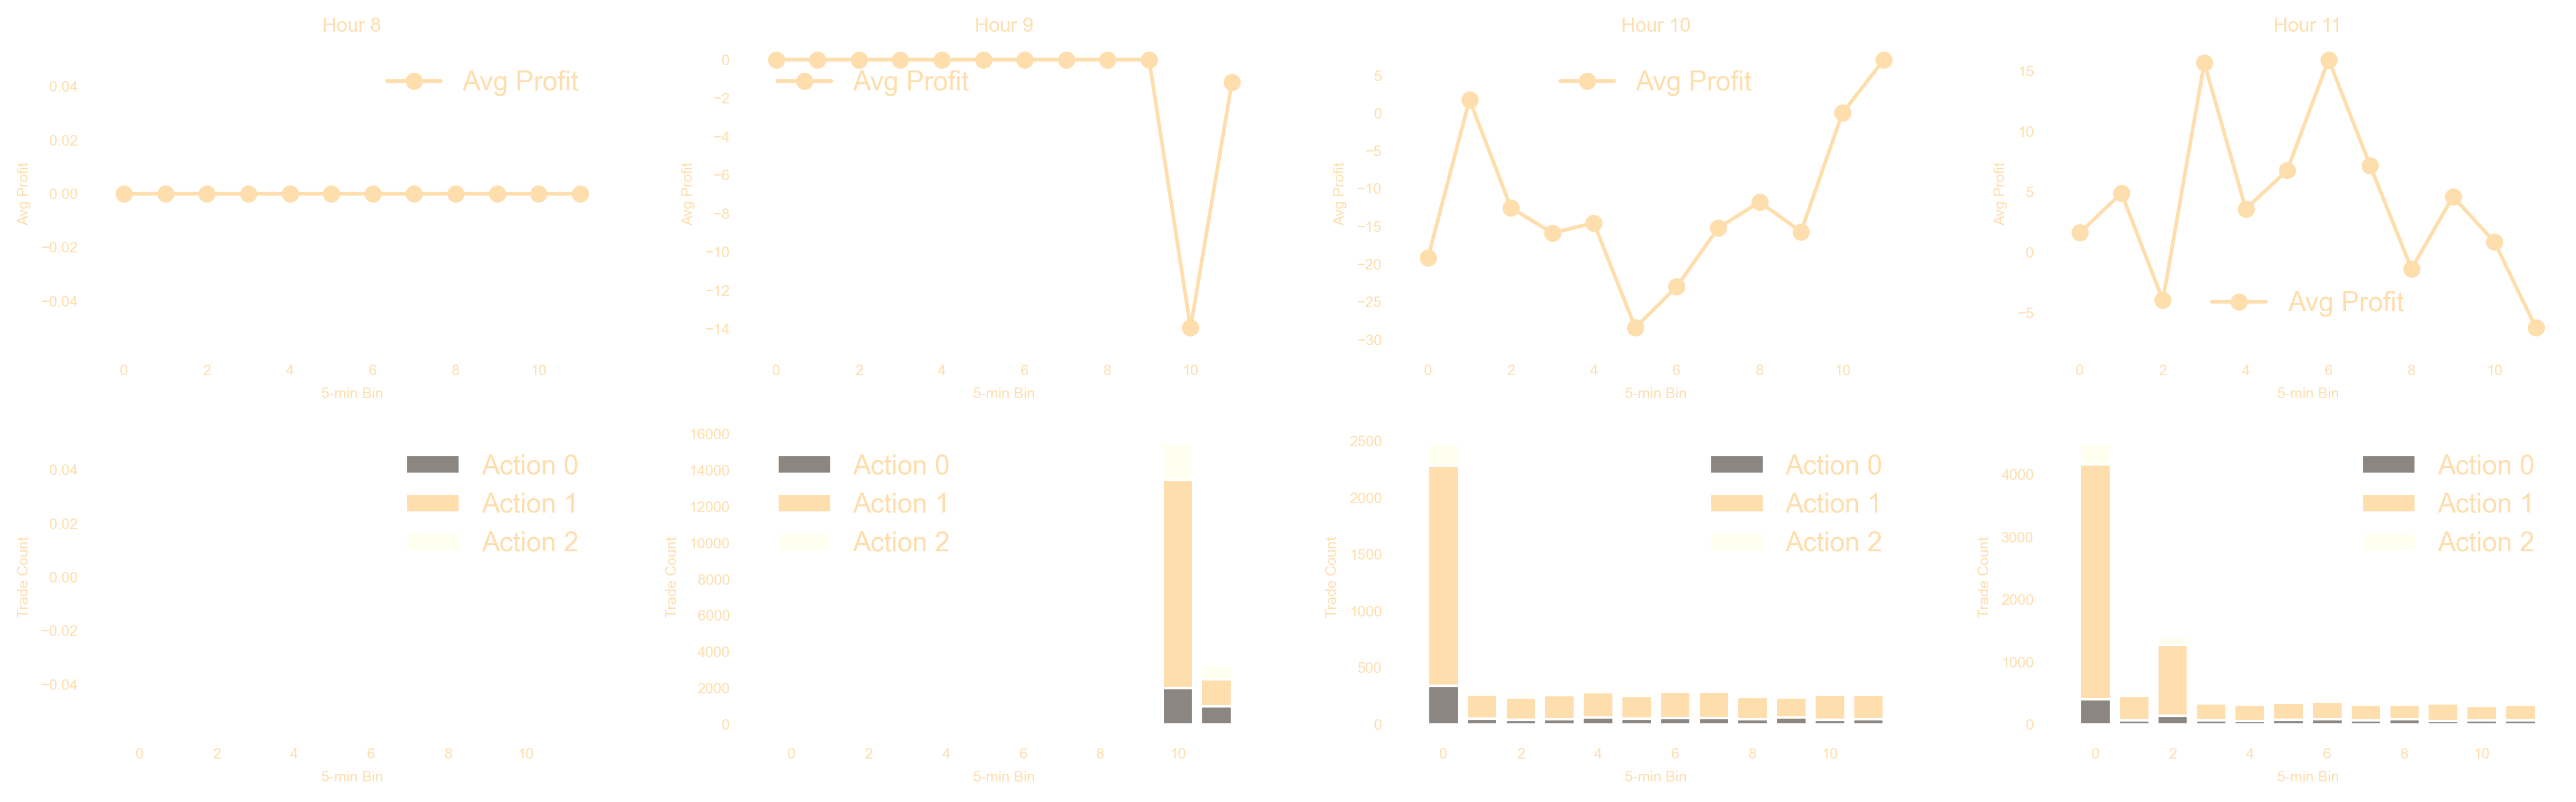 Hour 8
Avg Profit
0.04
0.02
0.00
−0.02
−0.04
Avg Profit
0 2 4 6 8 10
5-min Bin
Hour 9
Avg Profit
0
−2
−4
−6
−8
−10
−12
−14
Avg Profit
0 2 4 6 8 10
5-min Bin
Hour 10
Avg Profit
5
0
−5
−10
−15
−20
−25
−30
Avg Profit
0 2 4 6 8 10
5-min Bin
Hour 11
Avg Profit
15
10
5
0
−5
Avg Profit
0 2 4 6 8 10
5-min Bin
Trade Count
0.04
0.02
0.00
−0.02
−0.04
Action 0
Action 1
Action 2
0 2 4 6 8 10
5-min Bin
Trade Count
16000
14000
12000
10000
8000
6000
4000
2000
0
Action 0
Action 1
Action 2
0 2 4 6 8 10
5-min Bin
Trade Count
2500
2000
1500
1000
500
0
Action 0
Action 1
Action 2
0 2 4 6 8 10
5-min Bin
Trade Count
4000
3000
2000
1000
0
Action 0
Action 1
Action 2
0 2 4 6 8 10
5-min Bin